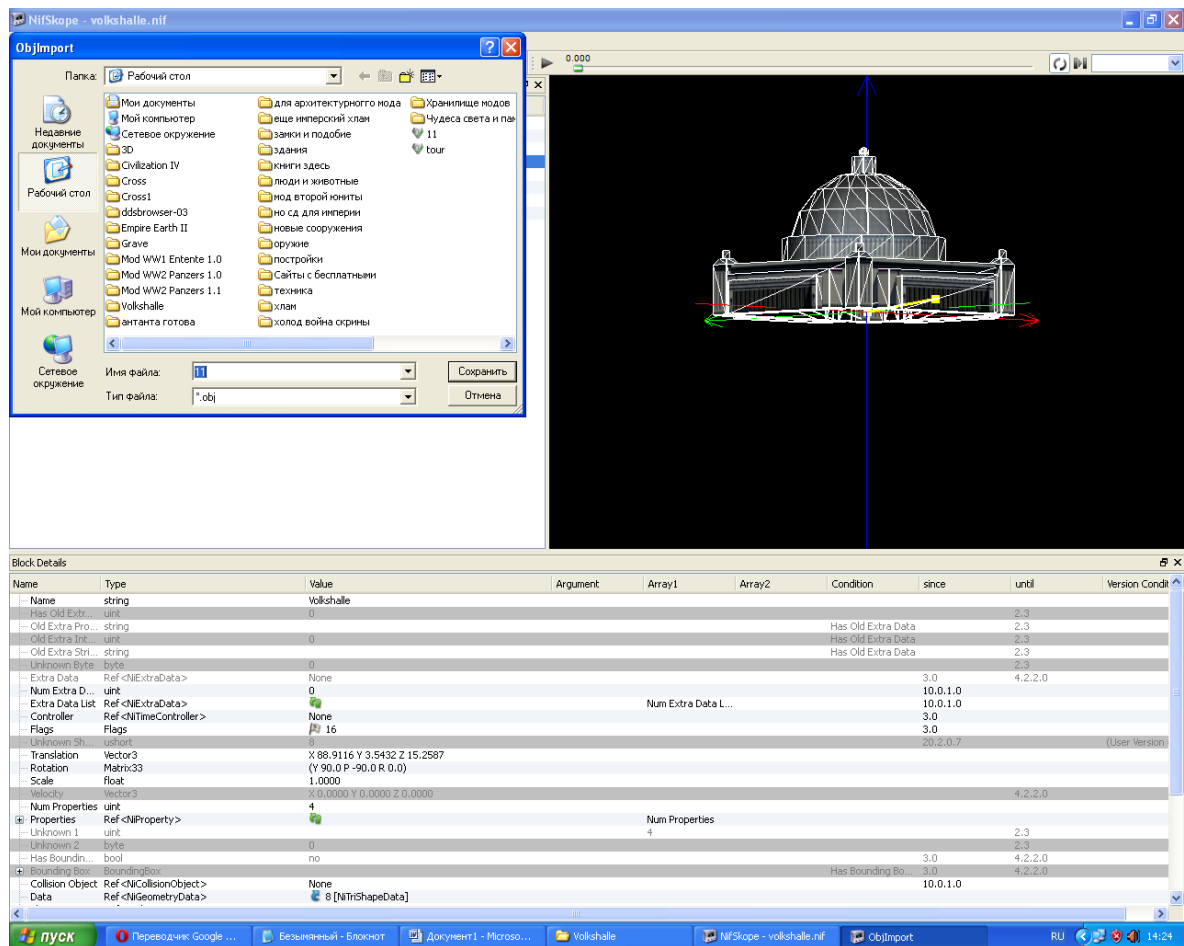 NifSkope - volkshalle.nif
ObjImport
0.000
Папка:
Рабочий стол
Недавние документы
Рабочий стол
Мои документы
Мой компьютер
Сетевое окружение
Мои документы
Мой компьютер
Сетевое окружение
3D
Civilization IV
Cross
Cross1
ddsbrowser-03
Empire Earth II
Grave
Mod WW1 Entente 1.0
Mod WW2 Panzers 1.0
Mod WW2 Panzers 1.1
Volkshalle
антанта готова
для архитектурного мода
еще имперский хлам
замки и подобие
здания
книги здесь
люди и животные
мод второй юниты
но сд для империи
новые сооружения
оружие
постройки
Сайты с бесплатными
техника
хлам
холод война скрины
Хранилище модов
Чудеса света и пам
11
tour
Имя файла:
11
Сохранить
Тип файла:
*.obj
Отмена
Block Details
Name Type Value Argument Array1 Array2 Condition since until Version Condit
Name string Volkshalle
Has Old Extr... uint 0 2.3
Old Extra Pro... string Has Old Extra Data 2.3
Old Extra Int... uint 0 Has Old Extra Data 2.3
Old Extra Stri... string Has Old Extra Data 2.3
Unknown Byte byte 0 2.3
Extra Data Ref<NiExtraData> None 3.0 4.2.2.0
Num Extra D... uint 0 10.0.1.0
Extra Data List Ref<NiExtraData> Num Extra Data L... 10.0.1.0
Controller Ref<NiTimeController> None 3.0
Flags Flags 16 3.0
Unknown Sh... ushort 8 20.2.0.7 (User Version
Translation Vector3 X 88.9116 Y 3.5432 Z 15.2587
Rotation Matrix33 (Y 90.0 P -90.0 R 0.0)
Scale float 1.0000
Velocity Vector3 X 0.0000 Y 0.0000 Z 0.0000 4.2.2.0
Num Properties uint 4
Properties Ref<NiProperty> Num Properties
Unknown 1 uint 4 2.3
Unknown 2 byte 0 2.3
Has Boundin... bool no 3.0 4.2.2.0
Bounding Box BoundingBox Has Bounding Bo... 3.0 4.2.2.0
Collision Object Ref<NiCollisionObject> None 10.0.1.0
Data Ref<NiGeometryData> 8 [NiTriShapeData]
пуск
Переводчик Google ...
Безымянный - Блокнот
Документ1 - Microso...
Volkshalle
NifSkope - volkshalle.nif
ObjImport
RU
14:24